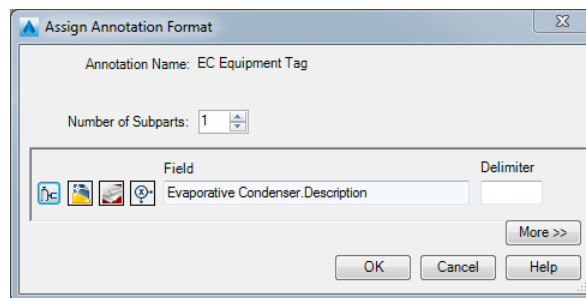 Assign Annotation Format
Annotation Name: EC Equipment Tag
Number of Subparts: 1
Field Delimiter
Evaporative Condenser.Description
More >>
OK Cancel Help